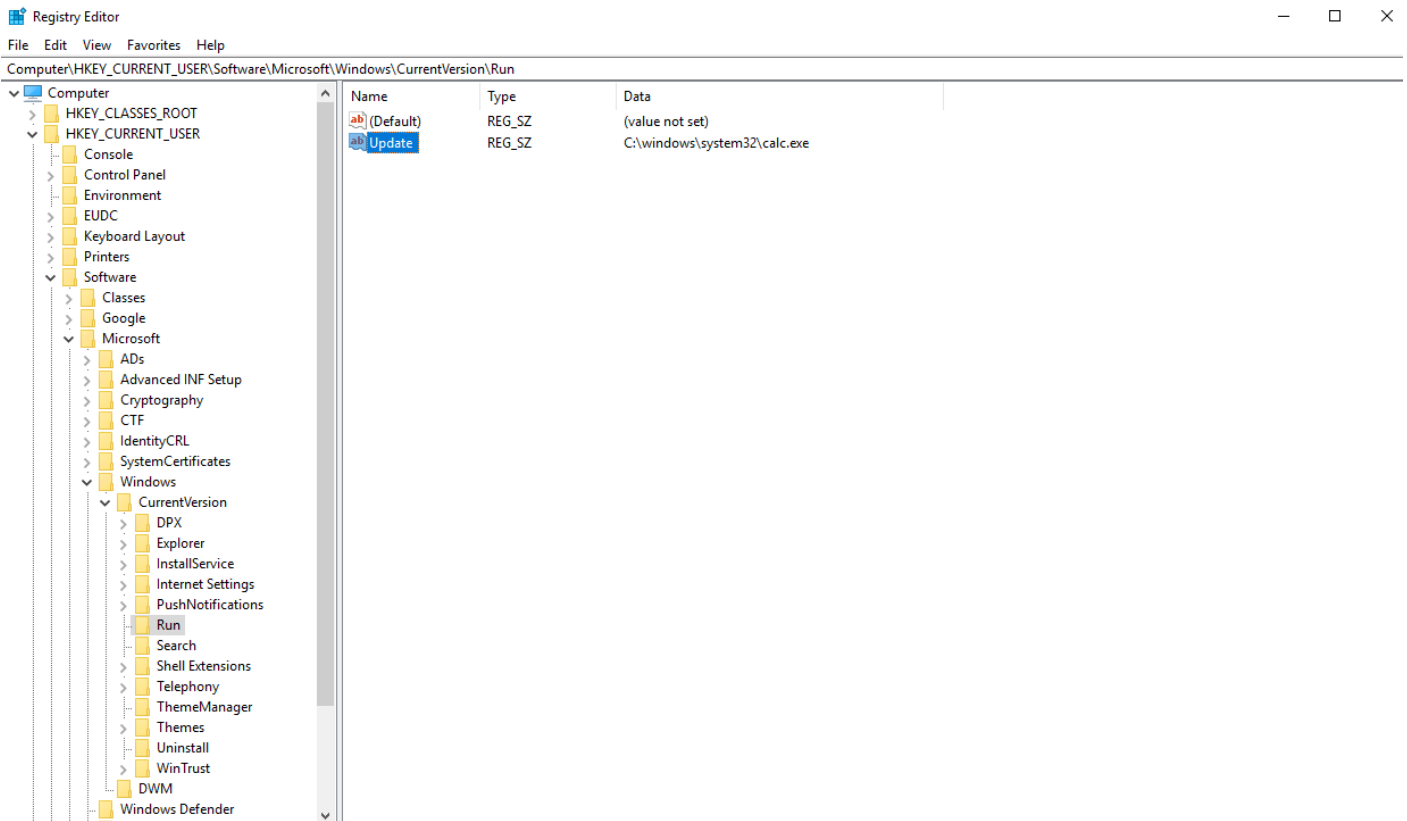 Registry Editor
File Edit View Favorites Help
Computer\HKEY_CURRENT_USER\Software\Microsoft\Windows\CurrentVersion\Run
Computer
HKEY_CLASSES_ROOT
HKEY_CURRENT_USER
Console
Control Panel
Environment
EUDC
Keyboard Layout
Printers
Software
Classes
Google
Microsoft
ADs
Advanced INF Setup
Cryptography
CTF
IdentityCRL
SystemCertificates
Windows
CurrentVersion
DPX
Explorer
InstallService
Internet Settings
PushNotifications
Run
Search
Shell Extensions
Telephony
ThemeManager
Themes
Uninstall
WinTrust
DWM
Windows Defender
Name Type Data
ab (Default) REG_SZ (value not set)
ab Update REG_SZ C:\windows\system32\calc.exe